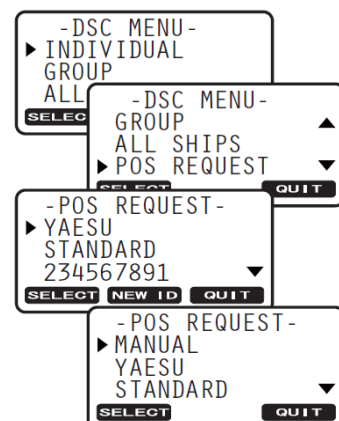 -DSC MENU-
INDIVIDUAL
GROUP
ALL
-DSC MENU-
GROUP
ALL SHIPS
POS REQUEST
SELECT QUIT
-POS REQUEST-
YAESU
STANDARD
234567891
SELECT NEW ID QUIT
-POS REQUEST-
MANUAL
YAESU
STANDARD
SELECT QUIT